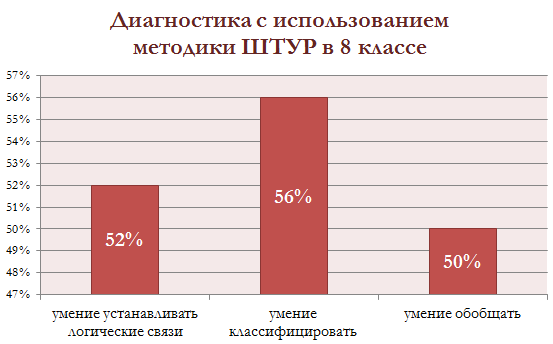 Диагностика с использованием
методики ШТУР в 8 классе
57%
56%
55%
54%
53%
52%
51%
50%
49%
48%
47%
52%
56%
50%
умение устанавливать
логические связи
умение
классифицировать
умение обобщать